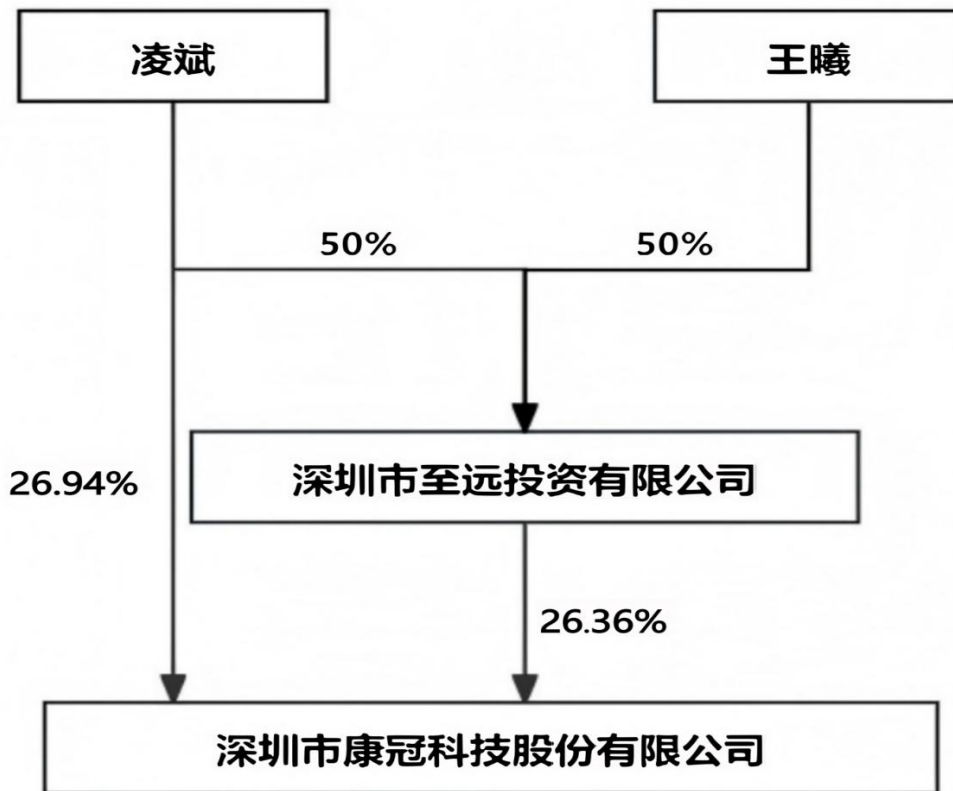 凌斌
王曦
50%
50%
深圳市至远投资有限公司
26.94%
26.36%
深圳市康冠科技股份有限公司